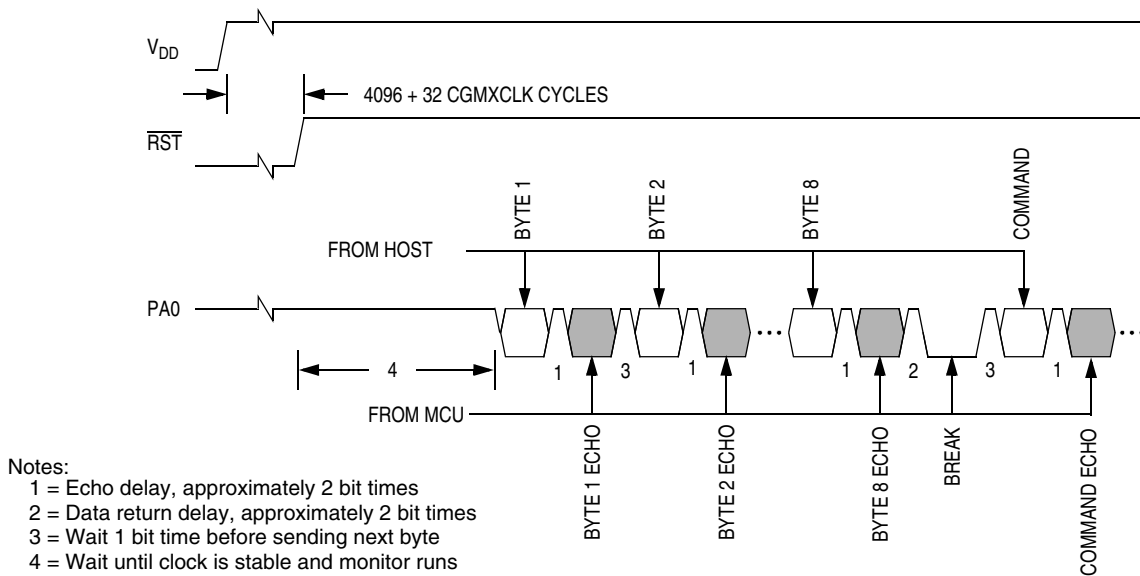 VDD
4096 + 32 CGMXCLK CYCLES
RST
BYTE 1
BYTE 2
BYTE 8
COMMAND
FROM HOST
PA0
1
3
1
1
2
3
1
4
FROM MCU
BYTE 1 ECHO
BYTE 2 ECHO
BYTE 8 ECHO
BREAK
COMMAND ECHO
Notes:
1 = Echo delay, approximately 2 bit times
2 = Data return delay, approximately 2 bit times
3 = Wait 1 bit time before sending next byte
4 = Wait until clock is stable and monitor runs